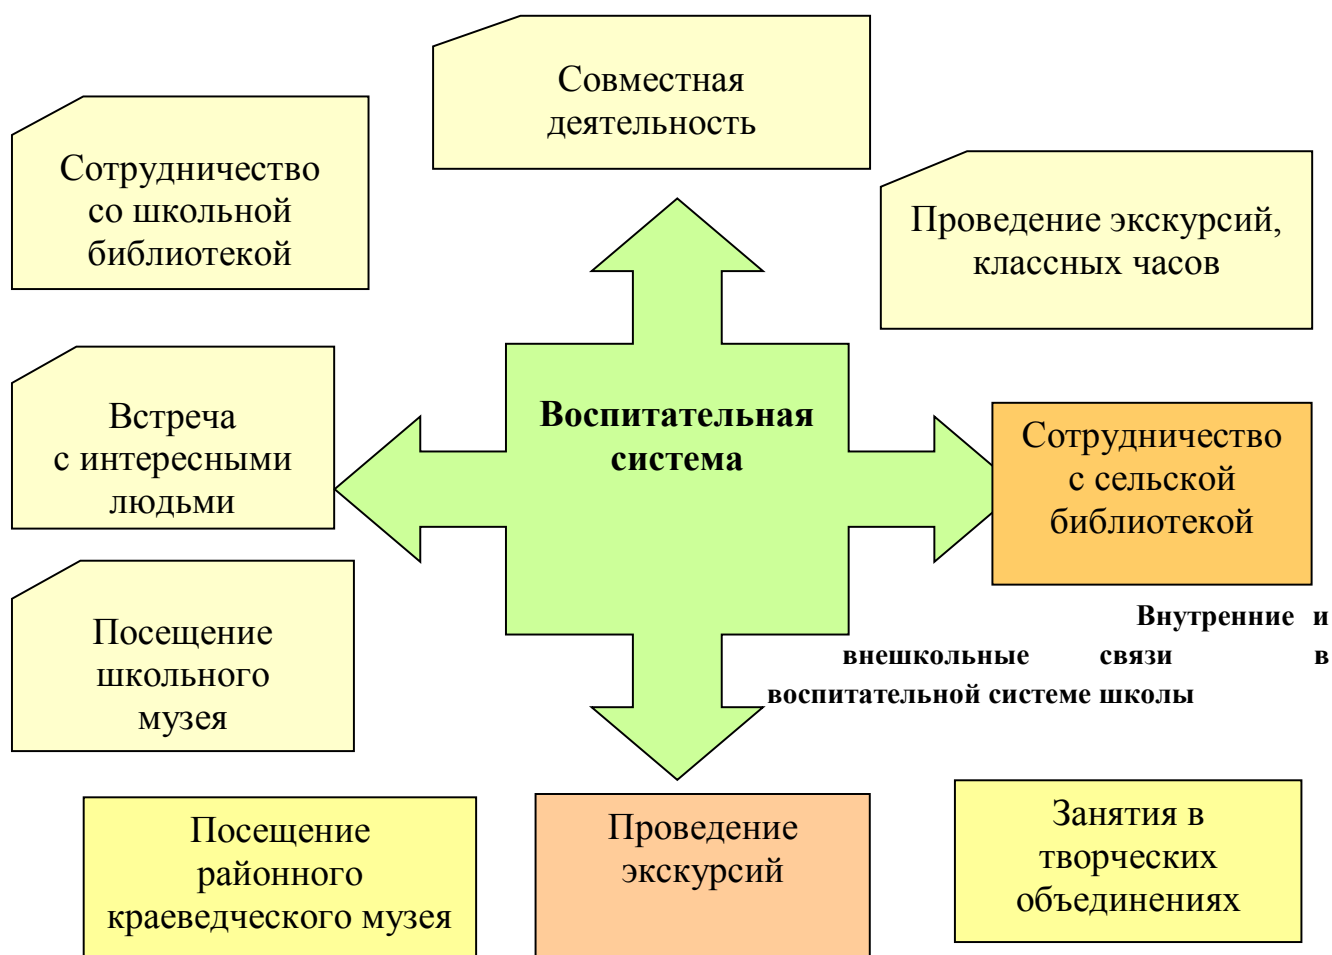 Совместная
деятельность
Сотрудничество
со школьной
библиотекой
Проведение экскурсий,
классных часов
Встреча
с интересными
людьми
Воспитательная
система
Сотрудничество
с сельской
библиотекой
Посещение
школьного
музея
Внутренние и
внешкольные связи в
воспитательной системе школы
Посещение
районного
краеведческого музея
Проведение
экскурсий
Занятия в
творческих
объединениях